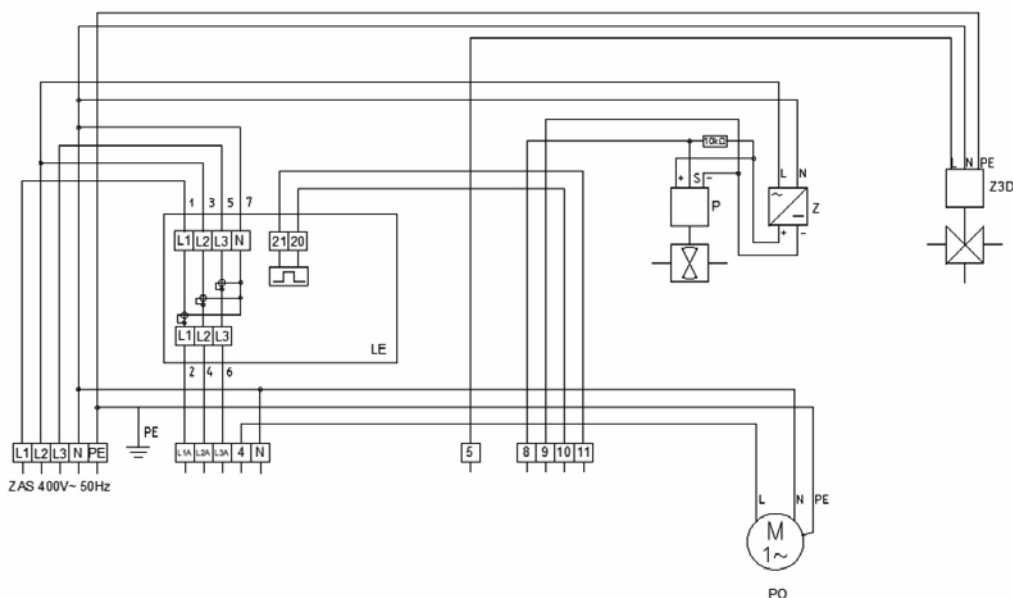 L N PE
Z3D
10kΩ
L N
+ S -
P
Z
+ -
1 3 5 7
L1 L2 L3 N
21 20
L1 L2 L3
LE
2 4 6
PE
L1 L2 L3 N PE
L1A L2A L3A 4 N
5
8 9 10 11
ZAS 400V~ 50Hz
L N PE
M
1~
PO